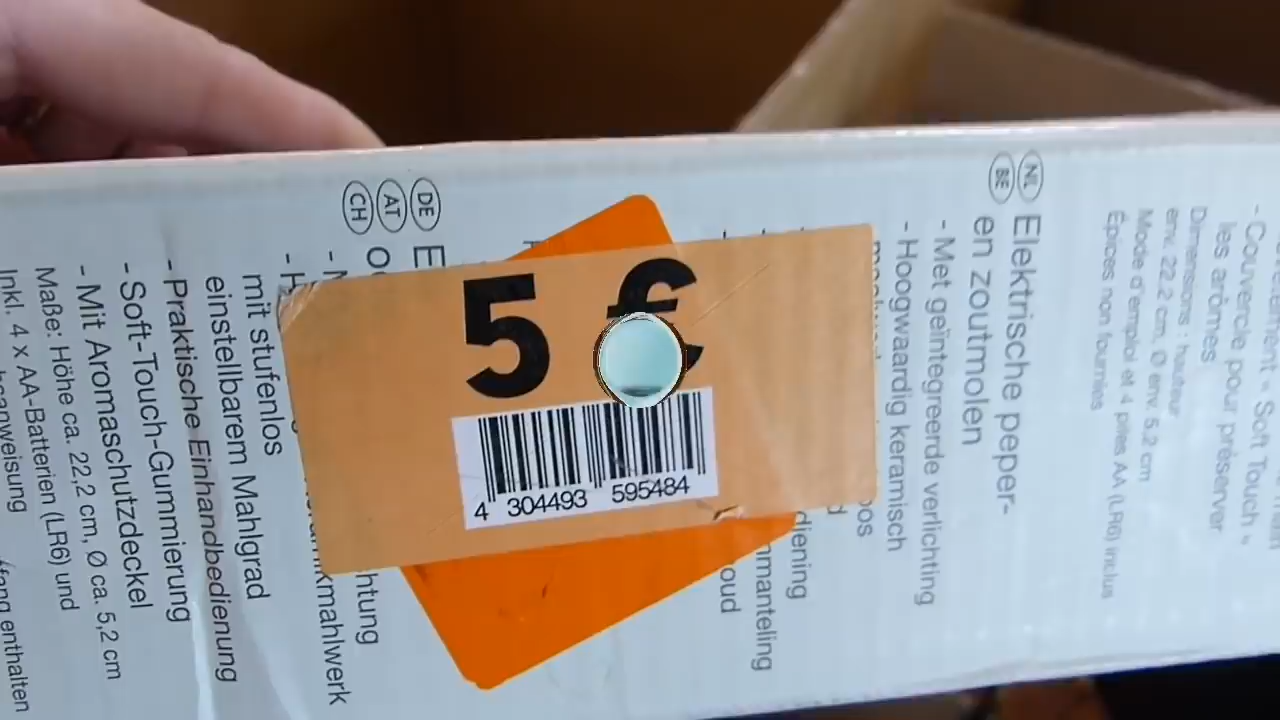 5 €
4 304493 595484
DE
AT
CH
mit stufenlos
einstellbarem Mahlgrad
- Praktische Einhandbedienung
- Soft-Touch-Gummierung
- Mit Aromaschutzdeckel
Maße: Höhe ca. 22,2 cm, Ø ca. 5,2 cm
Inkl. 4 x AA-Batterien (LR6) und
NL
BE
Elektrische peper-
en zoutmolen
- Met geïntegreerde verlichting
- Hoogwaardig keramisch
- Couvercle pour préserver
les arômes
Dimensions : hauteur
env. 22,2 cm, Ø env. 5,2 cm
Mode d'emploi et 4 piles AA (LR6) inclus
Épices non fournies